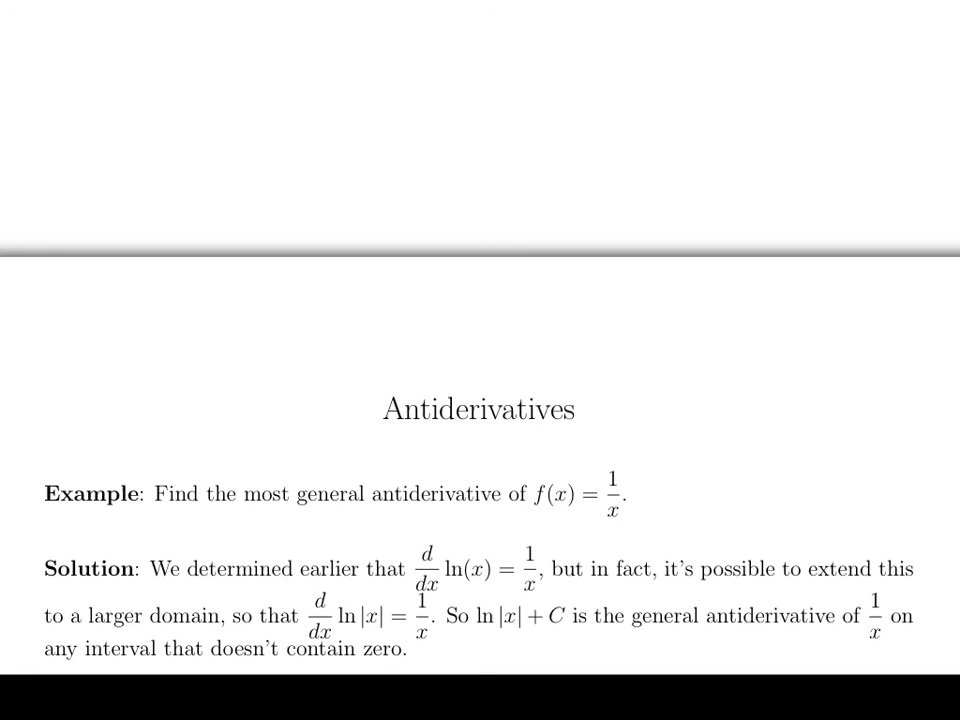 Antiderivatives
Example: Find the most general antiderivative of f(x) = 1/x.
Solution: We determined earlier that d/dx ln(x) = 1/x, but in fact, it's possible to extend this
to a larger domain, so that d/dx ln |x| = 1/x. So ln |x| + C is the general antiderivative of 1/x on
any interval that doesn't contain zero.